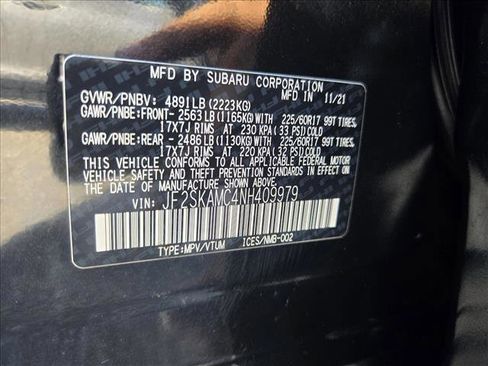 MFD BY SUBARU CORPORATION
GVWR/PNBV: 4891LB(2223KG) MFD IN 11/21
GAWR/PNBE:FRONT-2563LB(1165KG)WITH 225/60R17 99T TIRES
17X7J RIMS AT 230 KPA(33 PSI)COLD
GAWR/PNBE:REAR -2486LB(1130KG)WITH 225/60R17 99T TIRES
17X7J RIMS AT 220 KPA(32 PSI)COLD
THIS VEHICLE CONFORMS TO ALL APPLICABLE FEDERAL MOTOR
VEHICLE SAFETY AND THEFT PREVENTION STANDARDS IN EFFECT
ON THE DATE OF MANUFACTURE SHOWN ABOVE.
VIN: JF2SKAMC4NH409979
TYPE:MPV/VTUM ICES/NMB-002